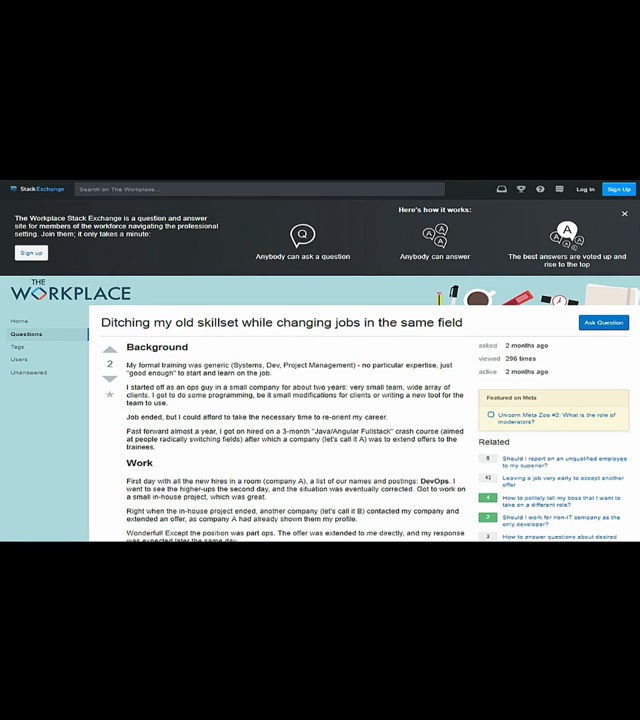 StackExchange
Search on The Workplace...
Log In
Sign Up
The Workplace Stack Exchange is a question and answer
site for members of the workforce navigating the professional
setting. Join them; it only takes a minute:
Sign up
Here's how it works:
Anybody can ask a question
Anybody can answer
The best answers are voted up and
rise to the top
THE
WORKPLACE
Home
Questions
Tags
Users
Unanswered
Ditching my old skillset while changing jobs in the same field
Ask Question
2
Background
My formal training was generic (Systems, Dev, Project Management) - no particular expertise, just
"good enough" to start and learn on the job.
I started off as an ops guy in a small company for about two years: very small team, wide array of
clients. I got to do some programming, be it small modifications for clients or writing a new tool for the
team to use.
Job ended, but I could afford to take the necessary time to re-orient my career.
Fast forward almost a year, I got on hired on a 3-month "Java/Angular Fullstack" crash course (aimed
at people radically switching fields) after which a company (let's call it A) was to extend offers to the
trainees.
Work
First day with all the new hires in a room (company A), a list of our names and postings: DevOps. I
went to see the higher-ups the second day, and the situation was eventually corrected. Got to work on
a small in-house project, which was great.
Right when the in-house project ended, another company (let's call it B) contacted my company and
extended an offer, as company A had already shown them my profile.
Wonderful! Except the position was part ops. The offer was extended to me directly, and my response
was expected later the same day.
asked 2 months ago
viewed 296 times
active 2 months ago
Featured on Meta
Unicorn Meta Zoo #2: What is the role of
moderators?
Related
5 Should I report on an unqualified employee
to my superior?
43 Leaving a job very early to accept another
offer
4 How to politely tell my boss that I want to
take on a different role?
2 Should I work for non-IT company as the
only developer?
3 How to answer questions about desired